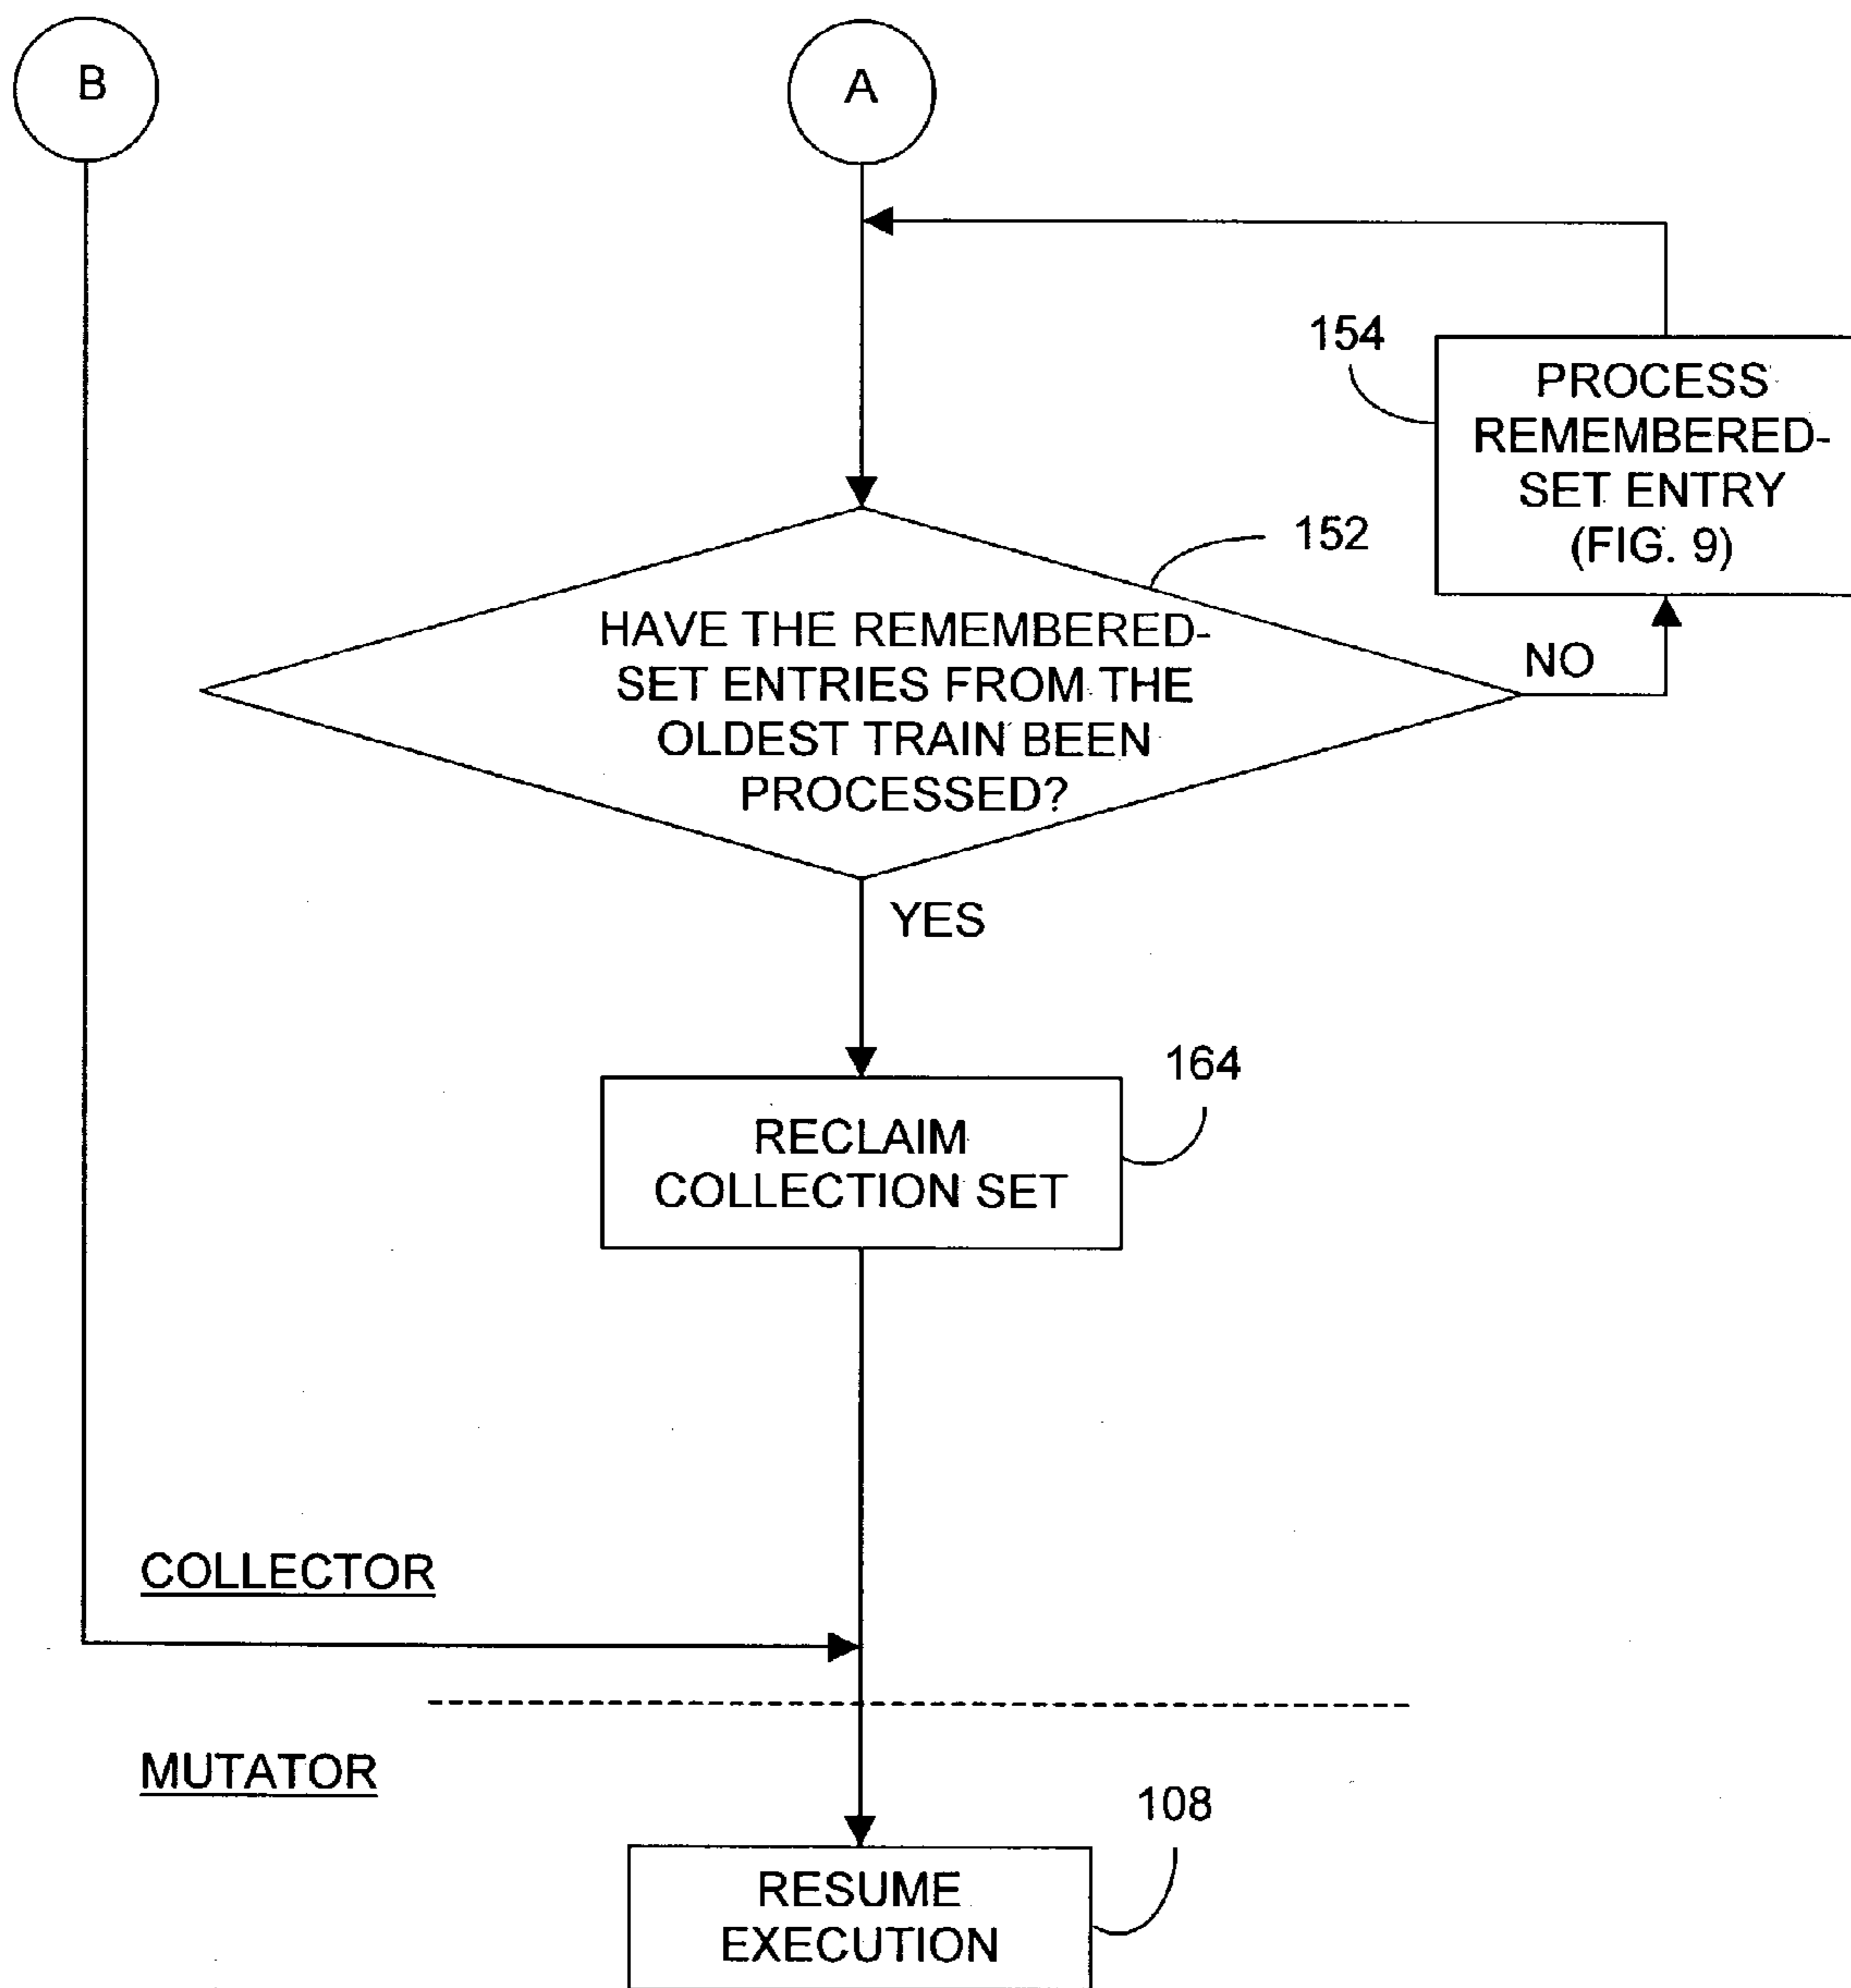 B
A
154
PROCESS
REMEMBERED-
SET ENTRY
(FIG. 9)
152
HAVE THE REMEMBERED-
SET ENTRIES FROM THE
OLDEST TRAIN BEEN
PROCESSED?
NO
YES
164
RECLAIM
COLLECTION SET
COLLECTOR
MUTATOR
108
RESUME
EXECUTION